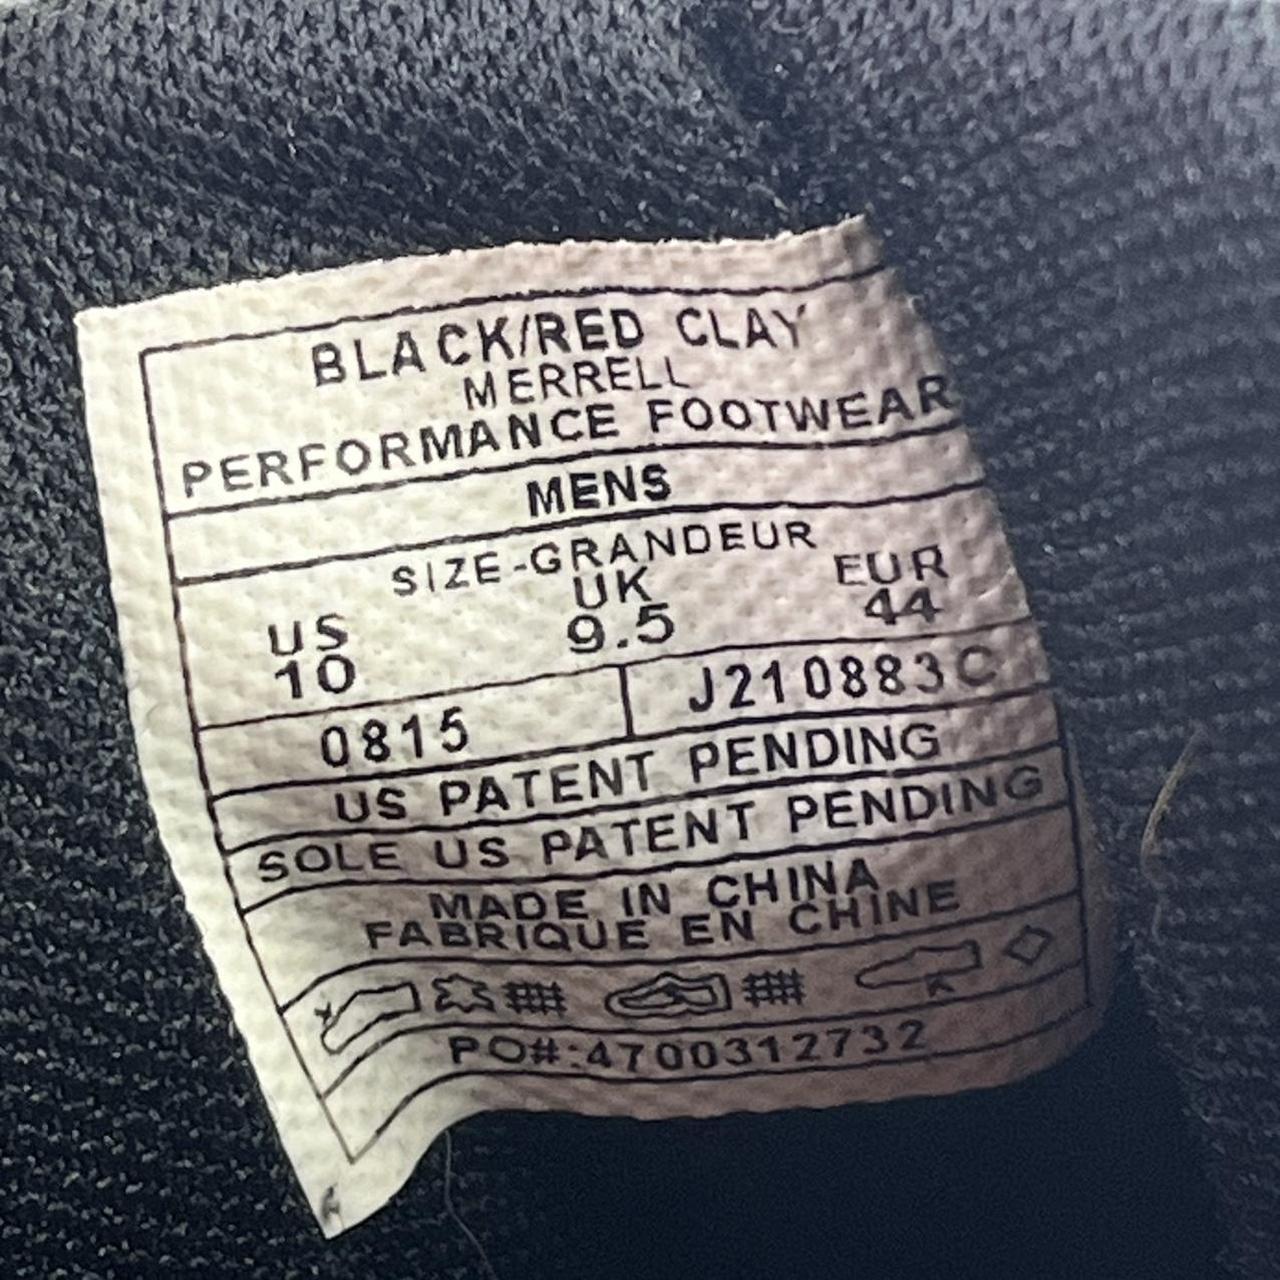 BLACK/RED CLAY
MERRELL
PERFORMANCE FOOTWEAR
MENS
SIZE-GRANDEUR
US UK EUR
10 9.5 44
0815 J210883C
US PATENT PENDING
SOLE US PATENT PENDING
MADE IN CHINA
FABRIQUE EN CHINE
PO#:4700312732